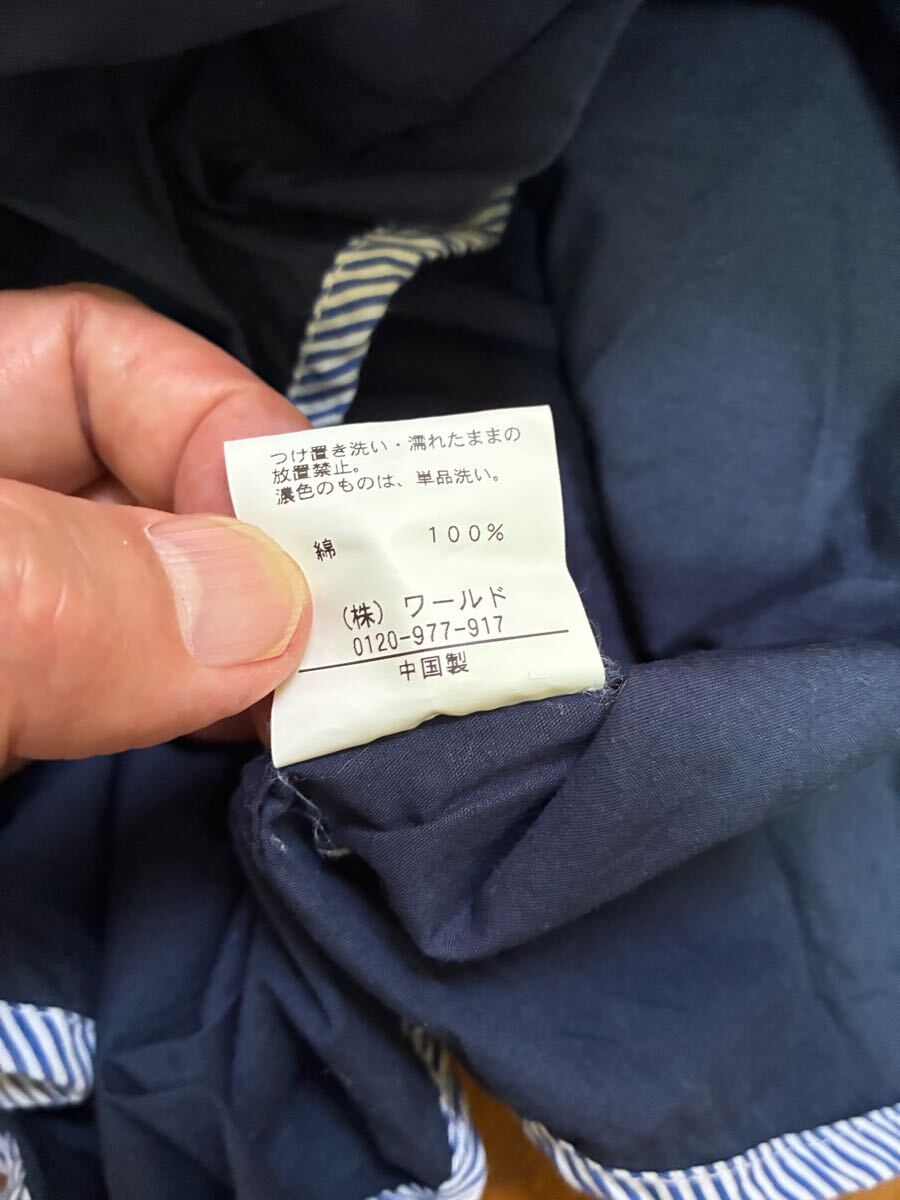 つけ置き洗い・濡れたままの
放置禁止。
濃色のものは、単品洗い。
綿 100%
(株) ワールド
0120-977-917
中国製